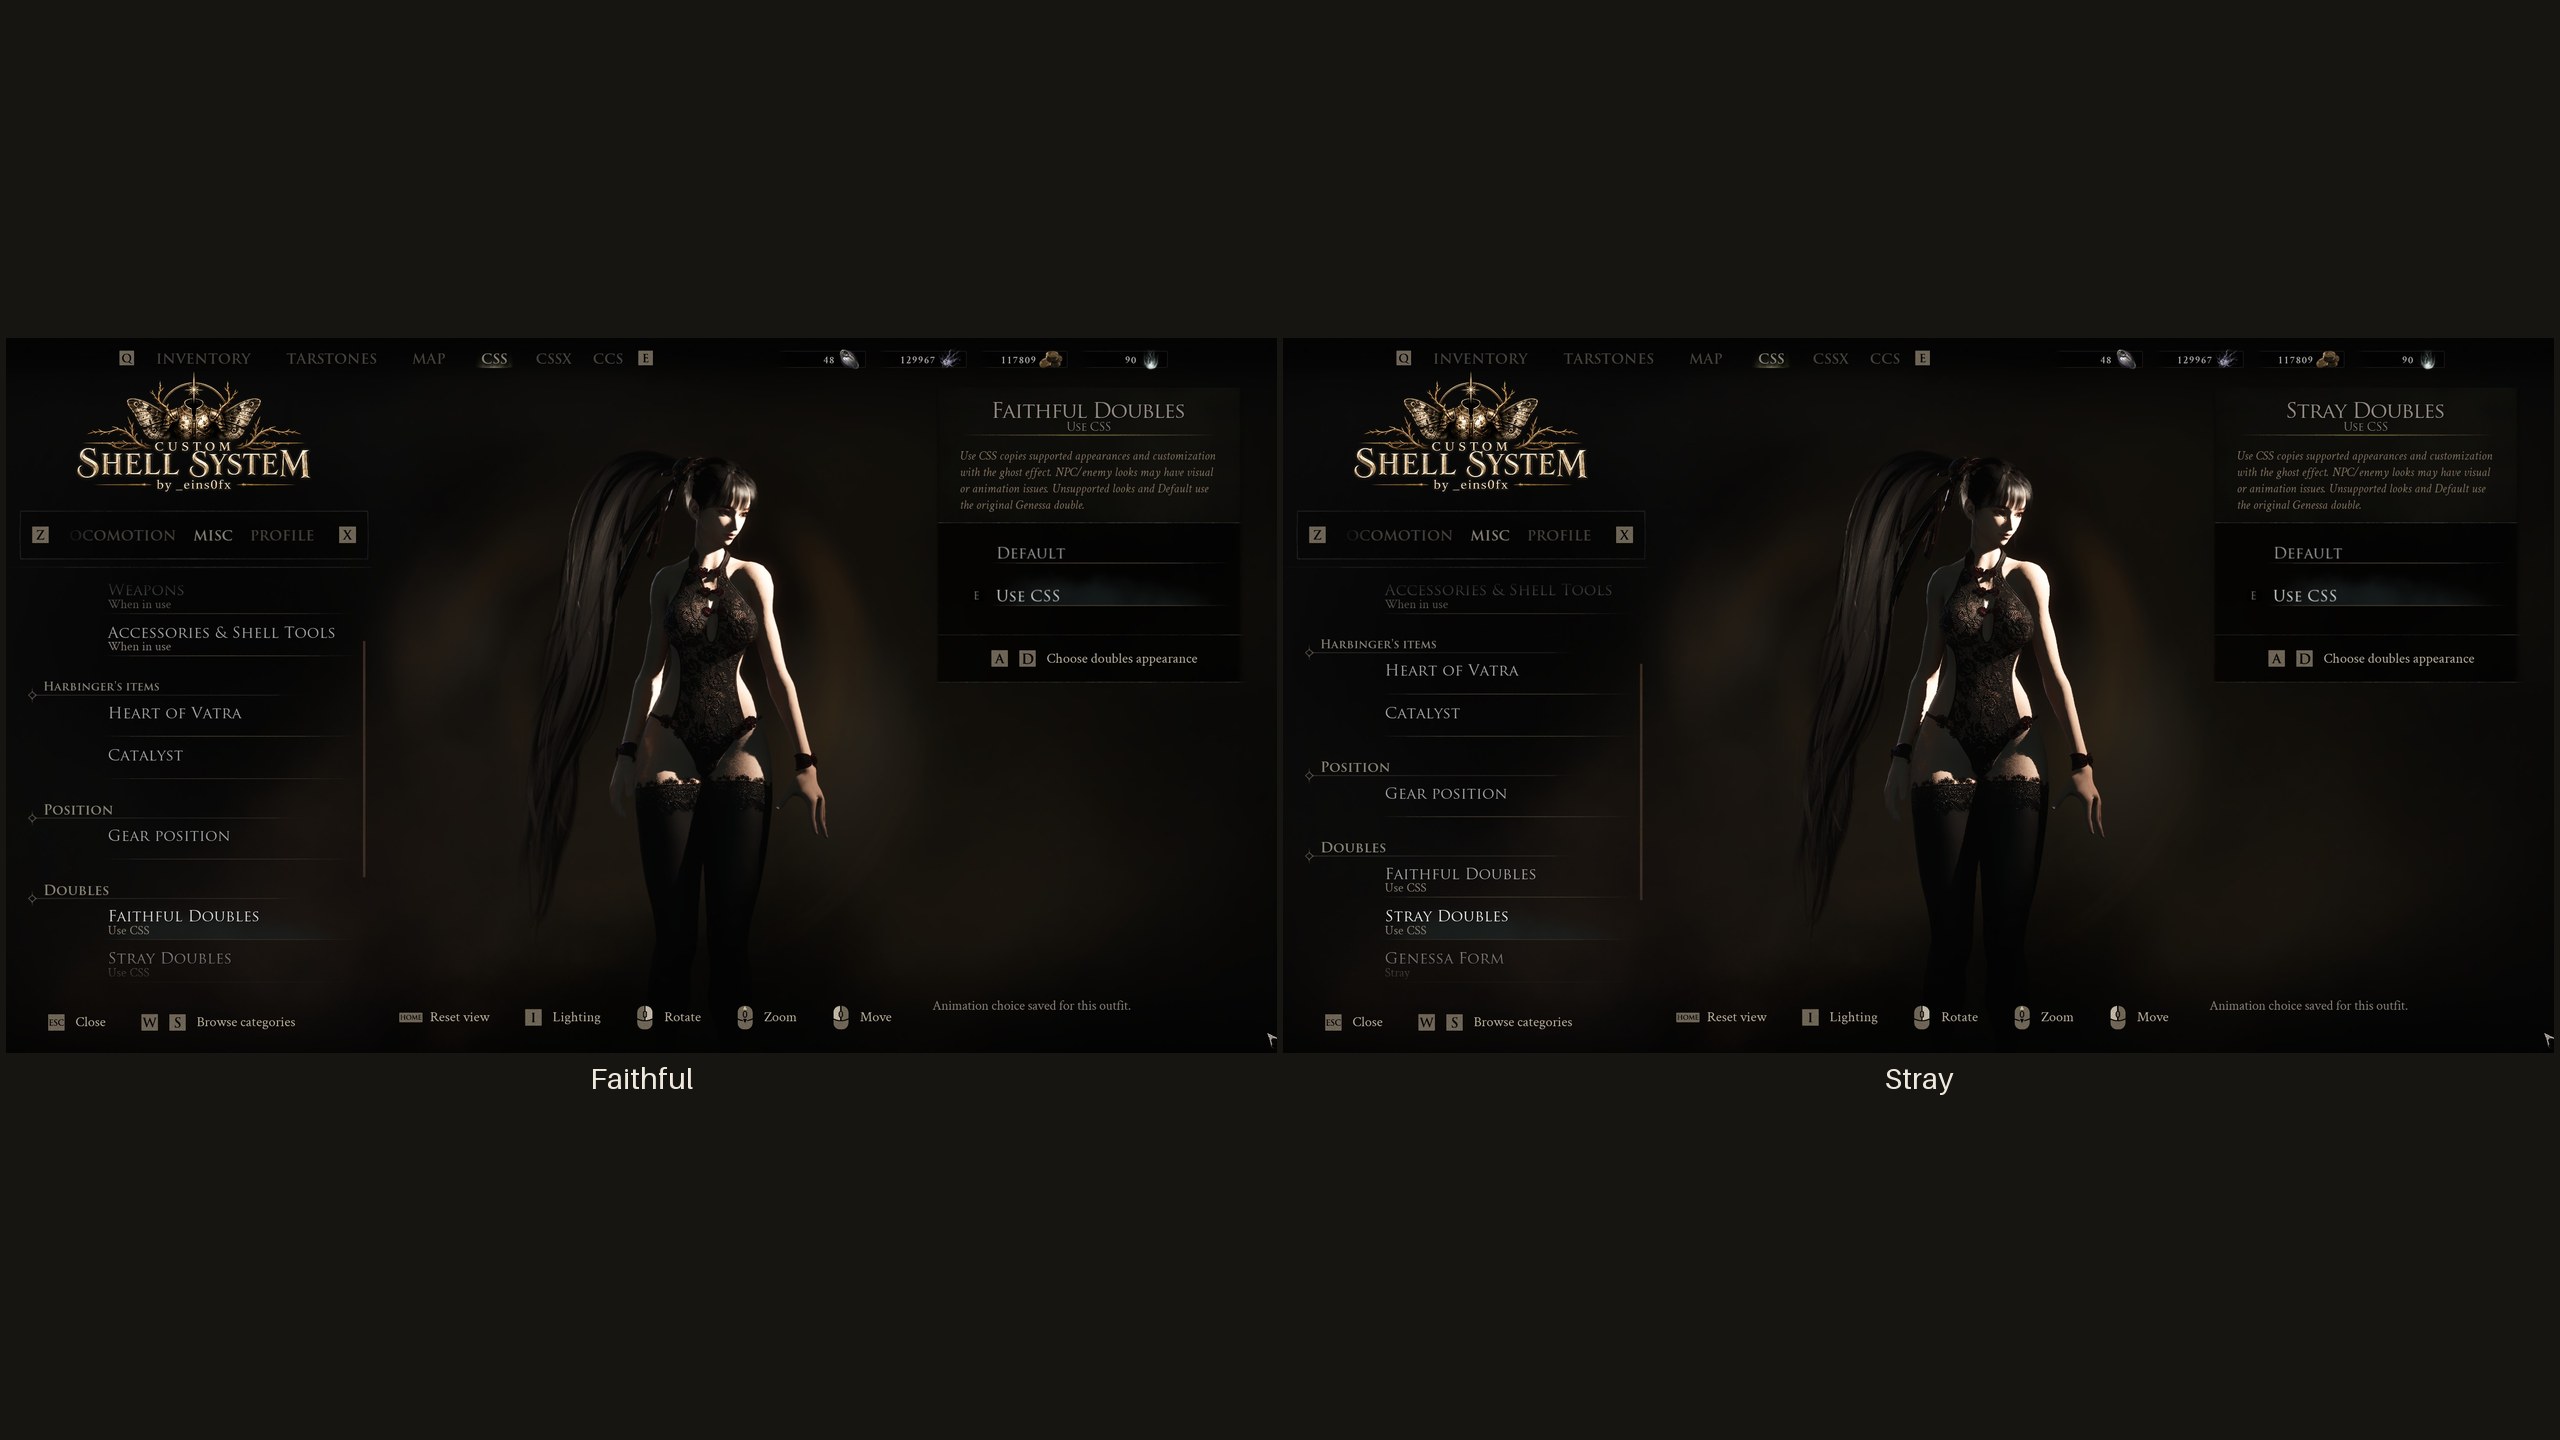 Q INVENTORY TARSTONES MAP CSS CSSX CCS E 48 129967 117809 90
CUSTOM
SHELL SYSTEM
by _eins0fx
Z OCOMOTION MISC PROFILE X
WEAPONS
When in use
ACCESSORIES & SHELL TOOLS
When in use
HARBINGER'S ITEMS
HEART OF VATRA
CATALYST
POSITION
GEAR POSITION
DOUBLES
FAITHFUL DOUBLES
Use CSS
STRAY DOUBLES
Use CSS
ESC Close W S Browse categories
HOME Reset view I Lighting Rotate Zoom Move
FAITHFUL DOUBLES
USE CSS
Use CSS copies supported appearances and customization
with the ghost effect. NPC/enemy looks may have visual
or animation issues. Unsupported looks and Default use
the original Genessa double.
DEFAULT
E USE CSS
A D Choose doubles appearance
Animation choice saved for this outfit.
Faithful
Q INVENTORY TARSTONES MAP CSS CSSX CCS E 48 129967 117809 90
CUSTOM
SHELL SYSTEM
by _eins0fx
Z OCOMOTION MISC PROFILE X
ACCESSORIES & SHELL TOOLS
When in use
HARBINGER'S ITEMS
HEART OF VATRA
CATALYST
POSITION
GEAR POSITION
DOUBLES
FAITHFUL DOUBLES
Use CSS
STRAY DOUBLES
Use CSS
GENESSA FORM
Stray
ESC Close W S Browse categories
HOME Reset view I Lighting Rotate Zoom Move
STRAY DOUBLES
USE CSS
Use CSS copies supported appearances and customization
with the ghost effect. NPC/enemy looks may have visual
or animation issues. Unsupported looks and Default use
the original Genessa double.
DEFAULT
E USE CSS
A D Choose doubles appearance
Animation choice saved for this outfit.
Stray